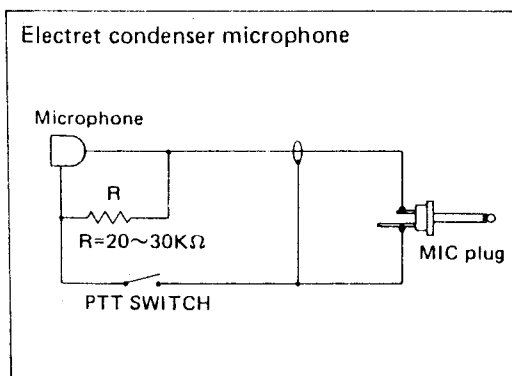 Electret condenser microphone
Microphone
R
R=20～30KΩ
MIC plug
PTT SWITCH